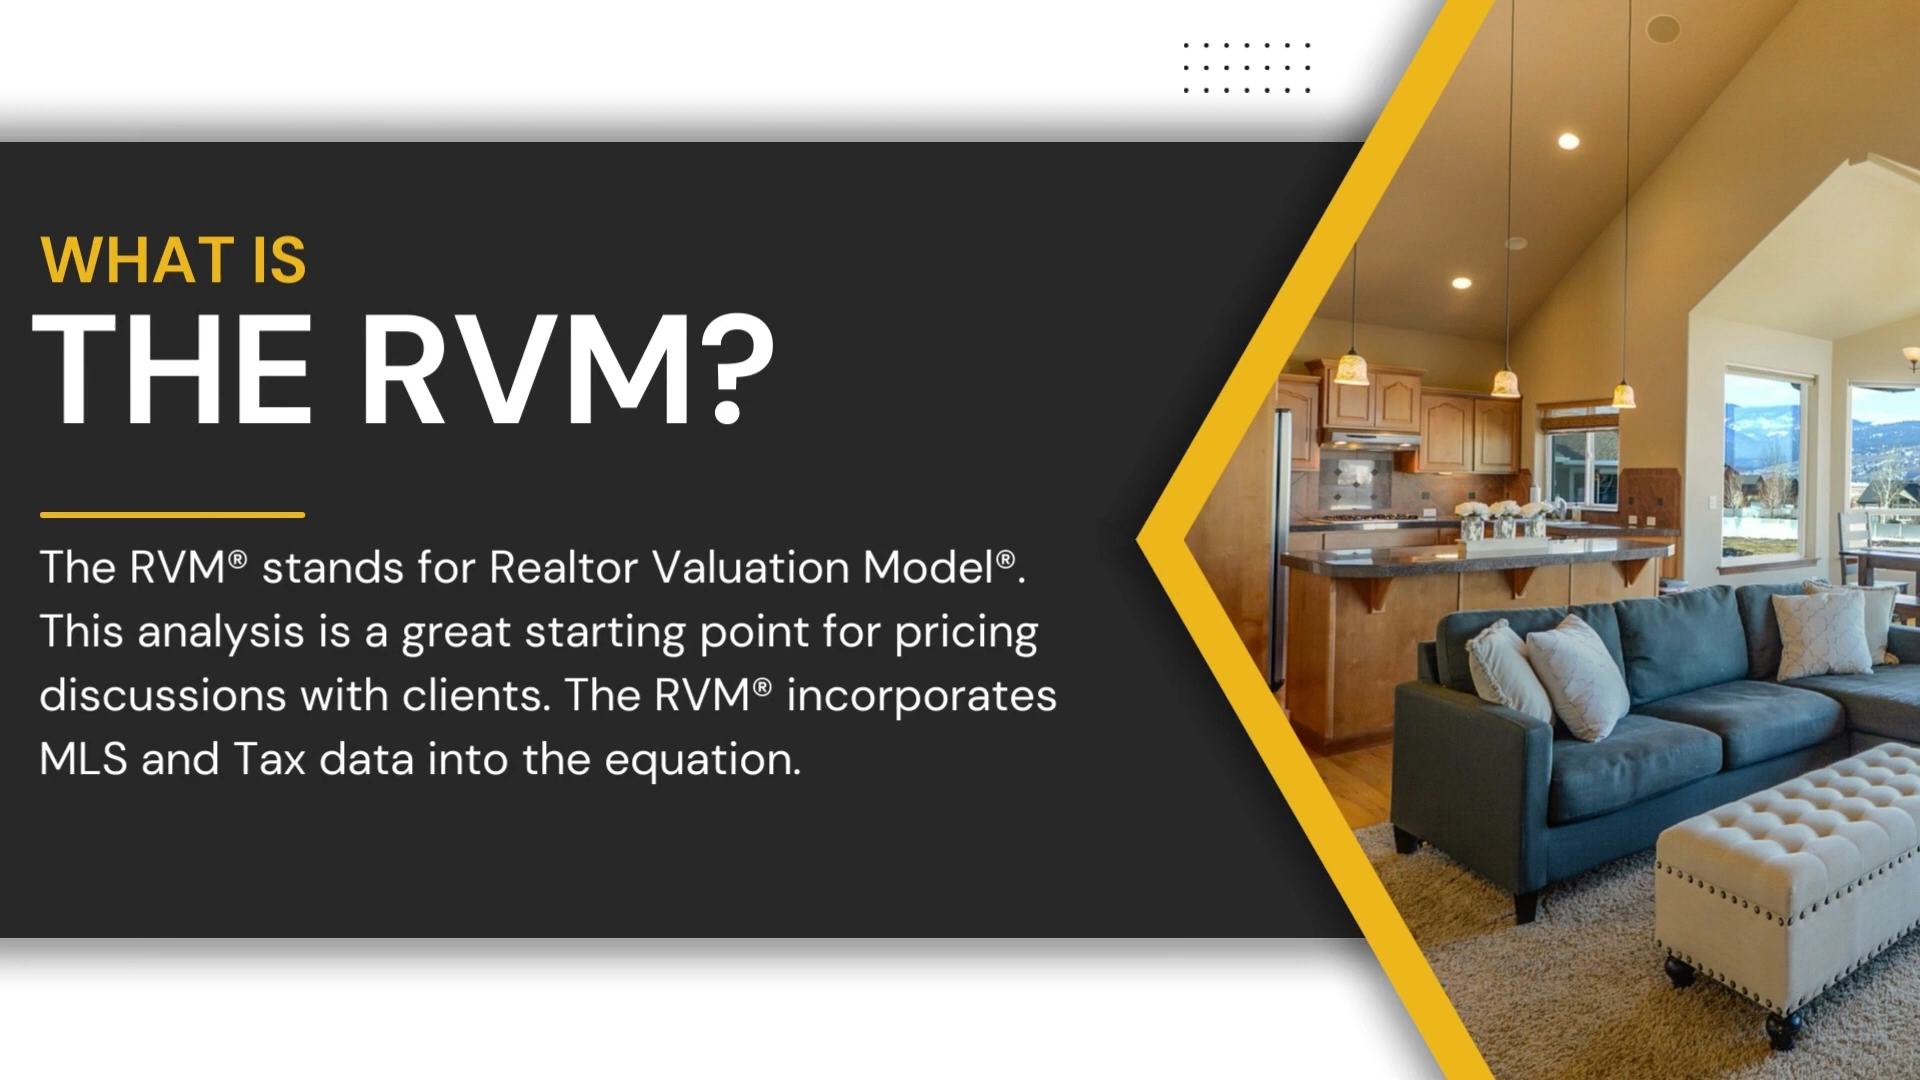 WHAT IS
THE RVM?
The RVM® stands for Realtor Valuation Model®.
This analysis is a great starting point for pricing
discussions with clients. The RVM® incorporates
MLS and Tax data into the equation.